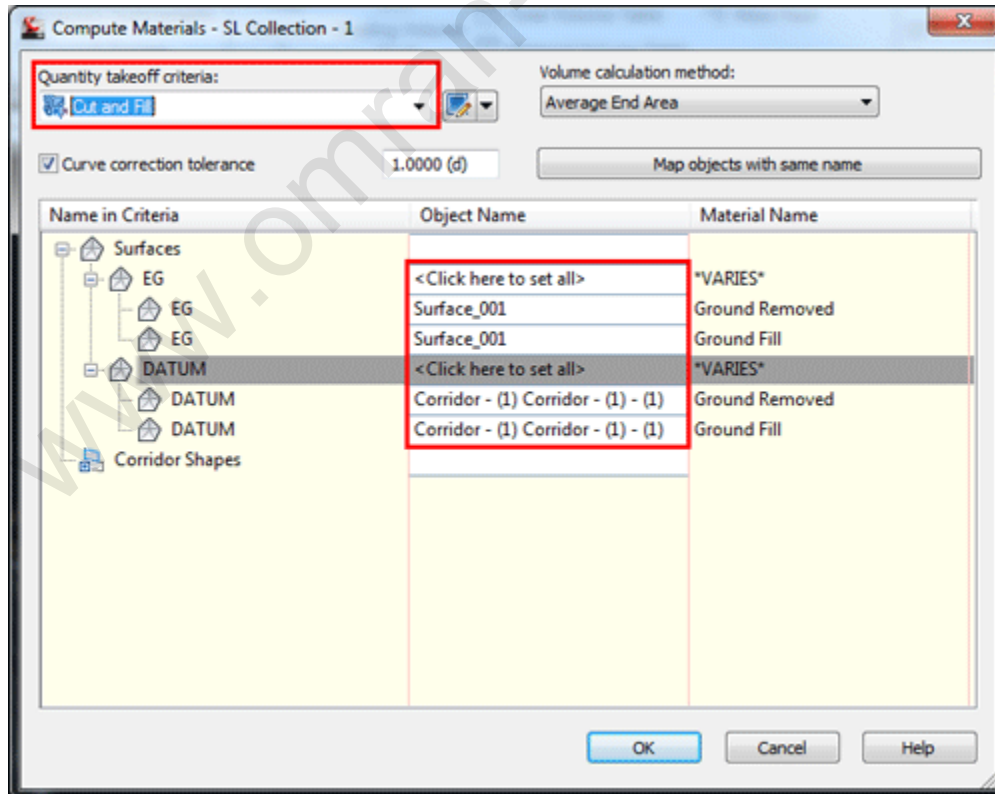 Compute Materials - SL Collection - 1
Quantity takeoff criteria:
Volume calculation method:
Cut and Fill
Average End Area
Curve correction tolerance
1.0000 (d)
Map objects with same name
Name in Criteria Object Name Material Name
Surfaces
EG <Click here to set all> *VARIES*
EG Surface_001 Ground Removed
EG Surface_001 Ground Fill
DATUM <Click here to set all> *VARIES*
DATUM Corridor - (1) Corridor - (1) - (1) Ground Removed
DATUM Corridor - (1) Corridor - (1) - (1) Ground Fill
Corridor Shapes
OK Cancel Help
www.omran